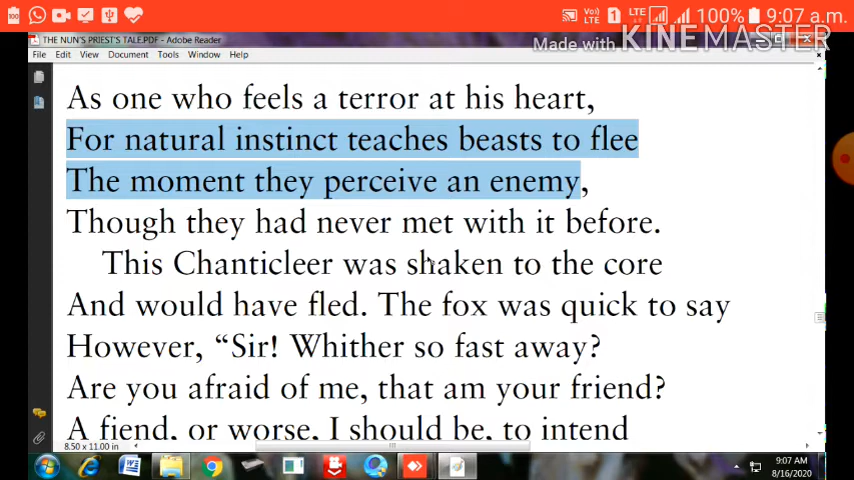 100% 9:07 a.m.
Made with KINEMASTER
THE NUN'S PRIEST'S TALE.PDF - Adobe Reader
File Edit View Document Tools Window Help
As one who feels a terror at his heart,
For natural instinct teaches beasts to flee
The moment they perceive an enemy,
Though they had never met with it before.
This Chanticleer was shaken to the core
And would have fled. The fox was quick to say
However, “Sir! Whither so fast away?
Are you afraid of me, that am your friend?
A fiend, or worse, I should be, to intend
8.50 x 11.00 in
9:07 AM
8/16/2020